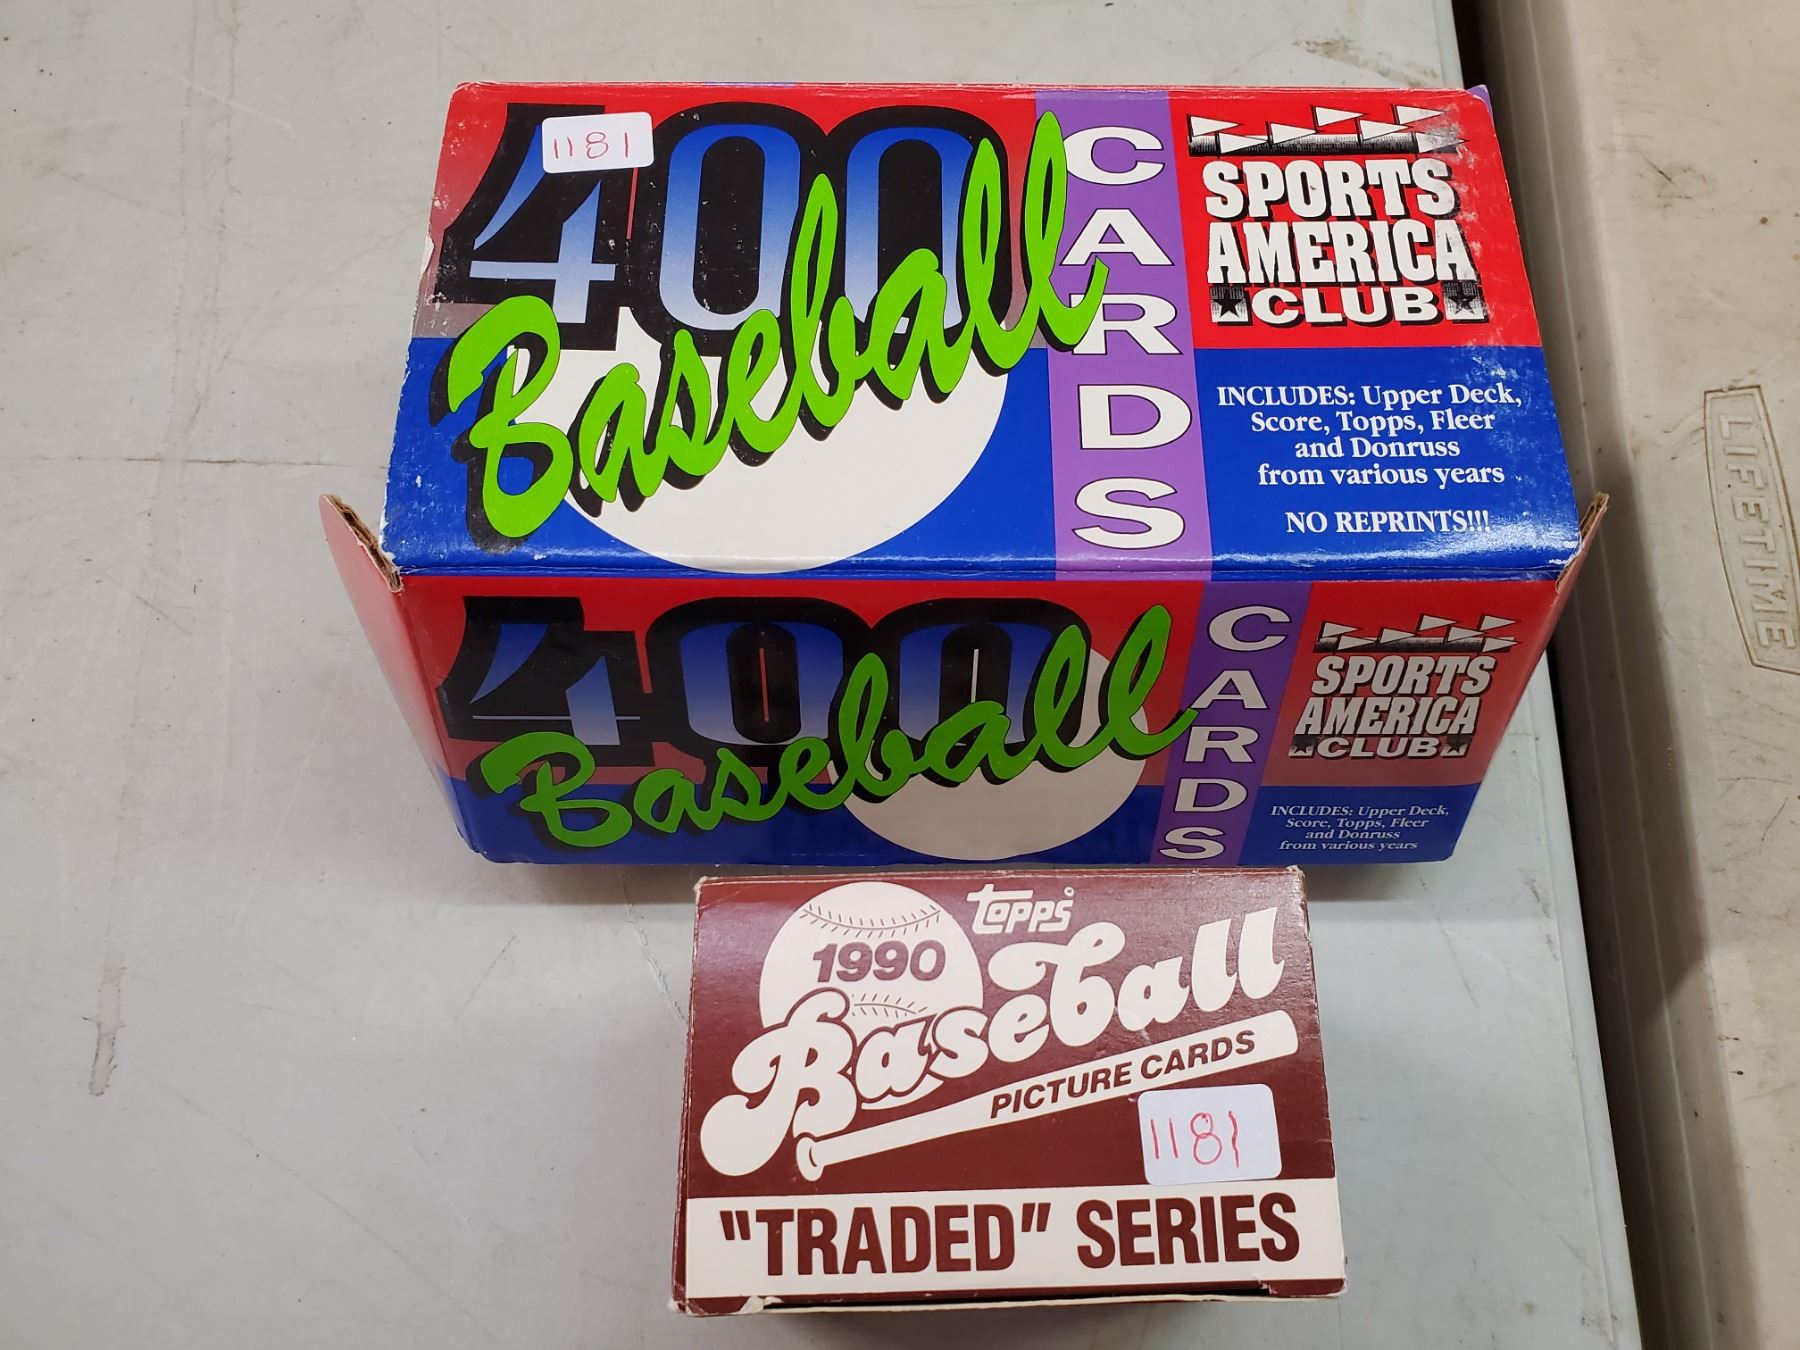 400
1181
Baseball
CARDS
SPORTS
AMERICA
CLUB
INCLUDES: Upper Deck,
Score, Topps, Fleer
and Donruss
from various years
NO REPRINTS!!!
400
Baseball
CARDS
SPORTS
AMERICA
CLUB
INCLUDES: Upper Deck,
Score, Topps, Fleer
and Donruss
from various years
topps
1990
Baseball
PICTURE CARDS
1181
"TRADED" SERIES
LIFETIME